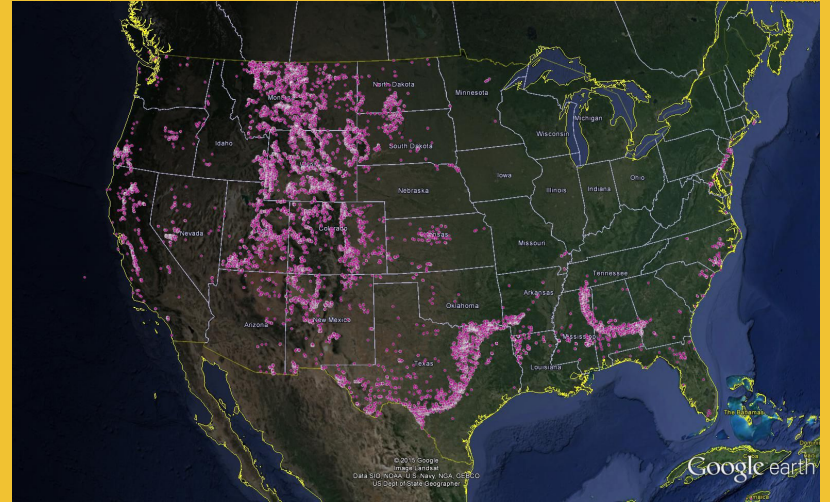 North Dakota
Minnesota
Michigan
Wisconsin
Idaho
South Dakota
Iowa
Nebraska
Illinois
Indiana
Ohio
Nevada
Colorado
Missouri
Tennessee
Arkansas
Oklahoma
Arizona
New Mexico
Mississippi
Texas
Louisiana
The Bahamas
© 2015 Google
Image Landsat
Data SIO, NOAA, U.S. Navy, NGA, GEBCO
US Dept of State Geographer
Google earth
Jamaica